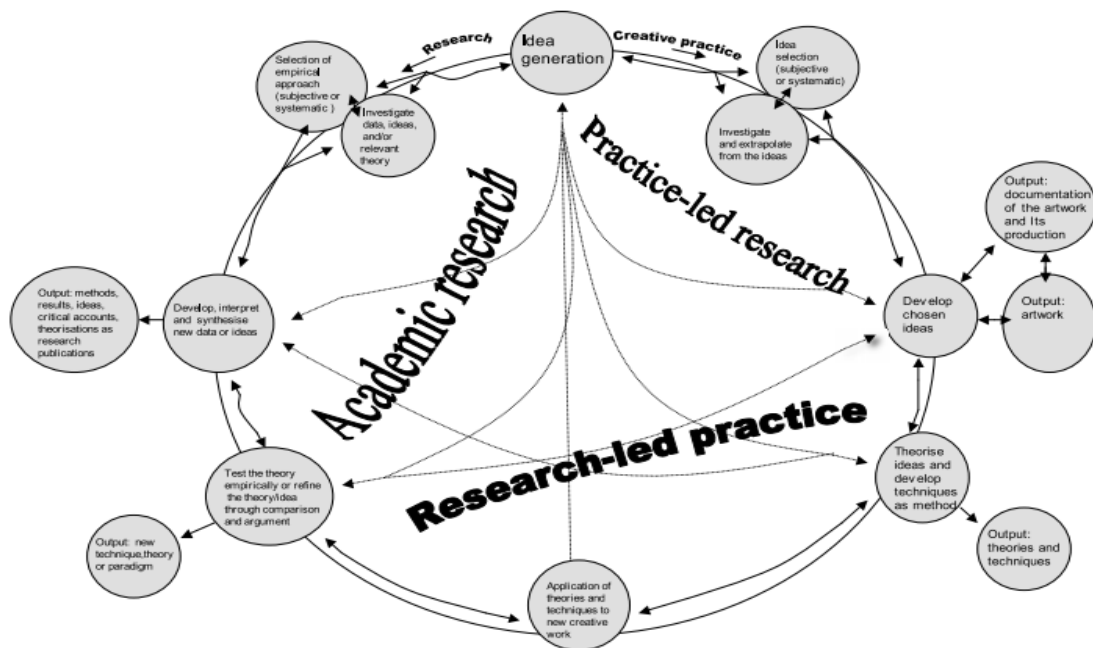 Idea
generation
Research
Creative practice
Selection of
empirical
approach
(subjective or
systematic )
Investigate
data, ideas,
and/or
relevant
theory
Idea
selection
(subjective
or systematic)
Investigate
and extrapolate
from the ideas
Academic research
Practice-led research
Research-led practice
Output:
documentation
of the artwork
and Its
production
Output:
artwork
Develop
chosen
ideas
Output: methods,
results, ideas,
critical accounts,
theorisations as
research
publications
Develop, interpret
and synthesise
new data or ideas
Test the theory
empirically or refine
the theory/idea
through comparison
and argument
Theorise
ideas and
develop
techniques
as method
Output: new
technique,theory
or paradigm
Output:
theories and
techniques
Application of
theories and
techniques to
new creative
work